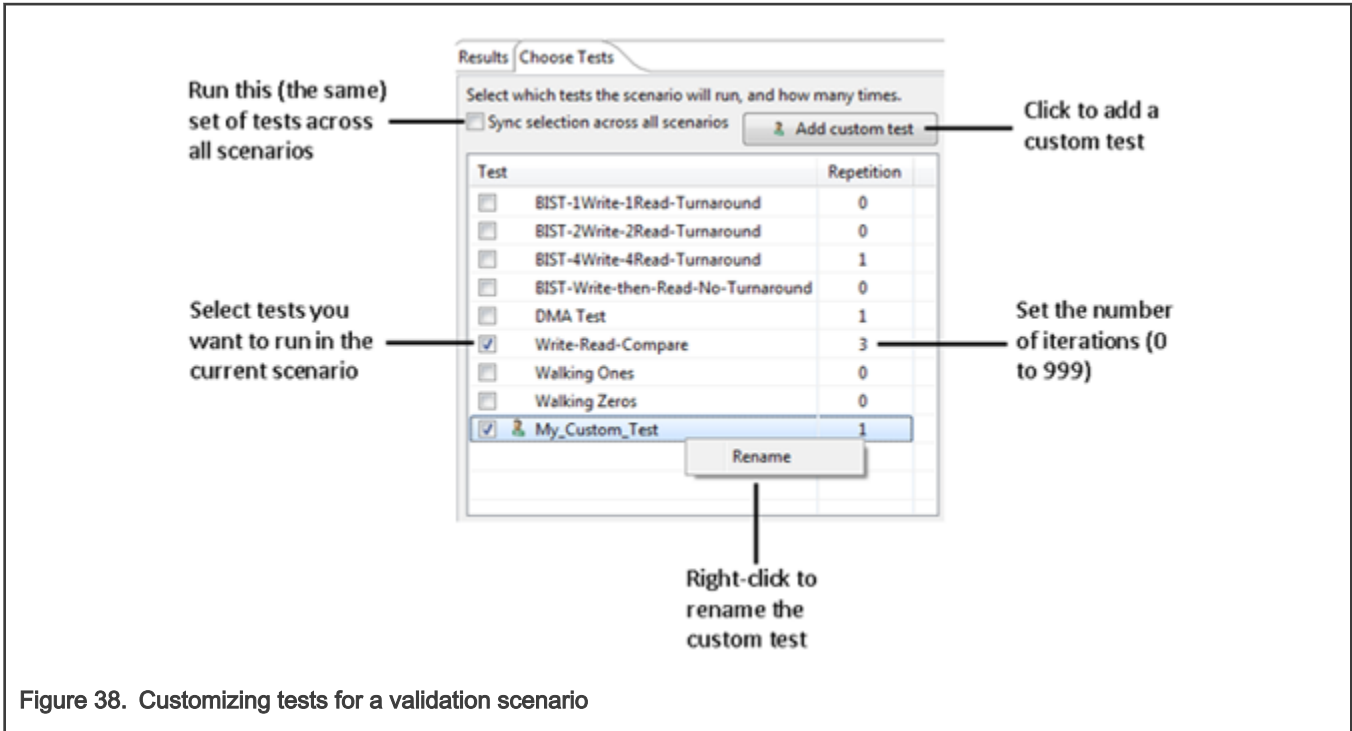 Results Choose Tests
Run this (the same)
set of tests across
all scenarios
Select which tests the scenario will run, and how many times.
Sync selection across all scenarios
Add custom test
Click to add a
custom test
Test Repetition
BIST-1Write-1Read-Turnaround 0
BIST-2Write-2Read-Turnaround 0
BIST-4Write-4Read-Turnaround 1
BIST-Write-then-Read-No-Turnaround 0
DMA Test 1
Write-Read-Compare 3
Walking Ones 0
Walking Zeros 0
My_Custom_Test 1
Rename
Select tests you
want to run in the
current scenario
Set the number
of iterations (0
to 999)
Right-click to
rename the
custom test
Figure 38. Customizing tests for a validation scenario